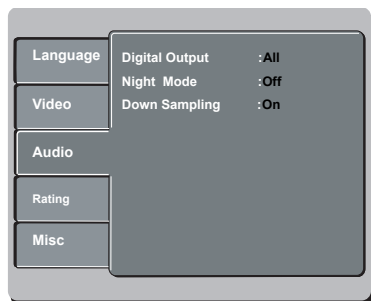 Language
Video
Audio
Rating
Misc
Digital Output :All
Night Mode :Off
Down Sampling :On